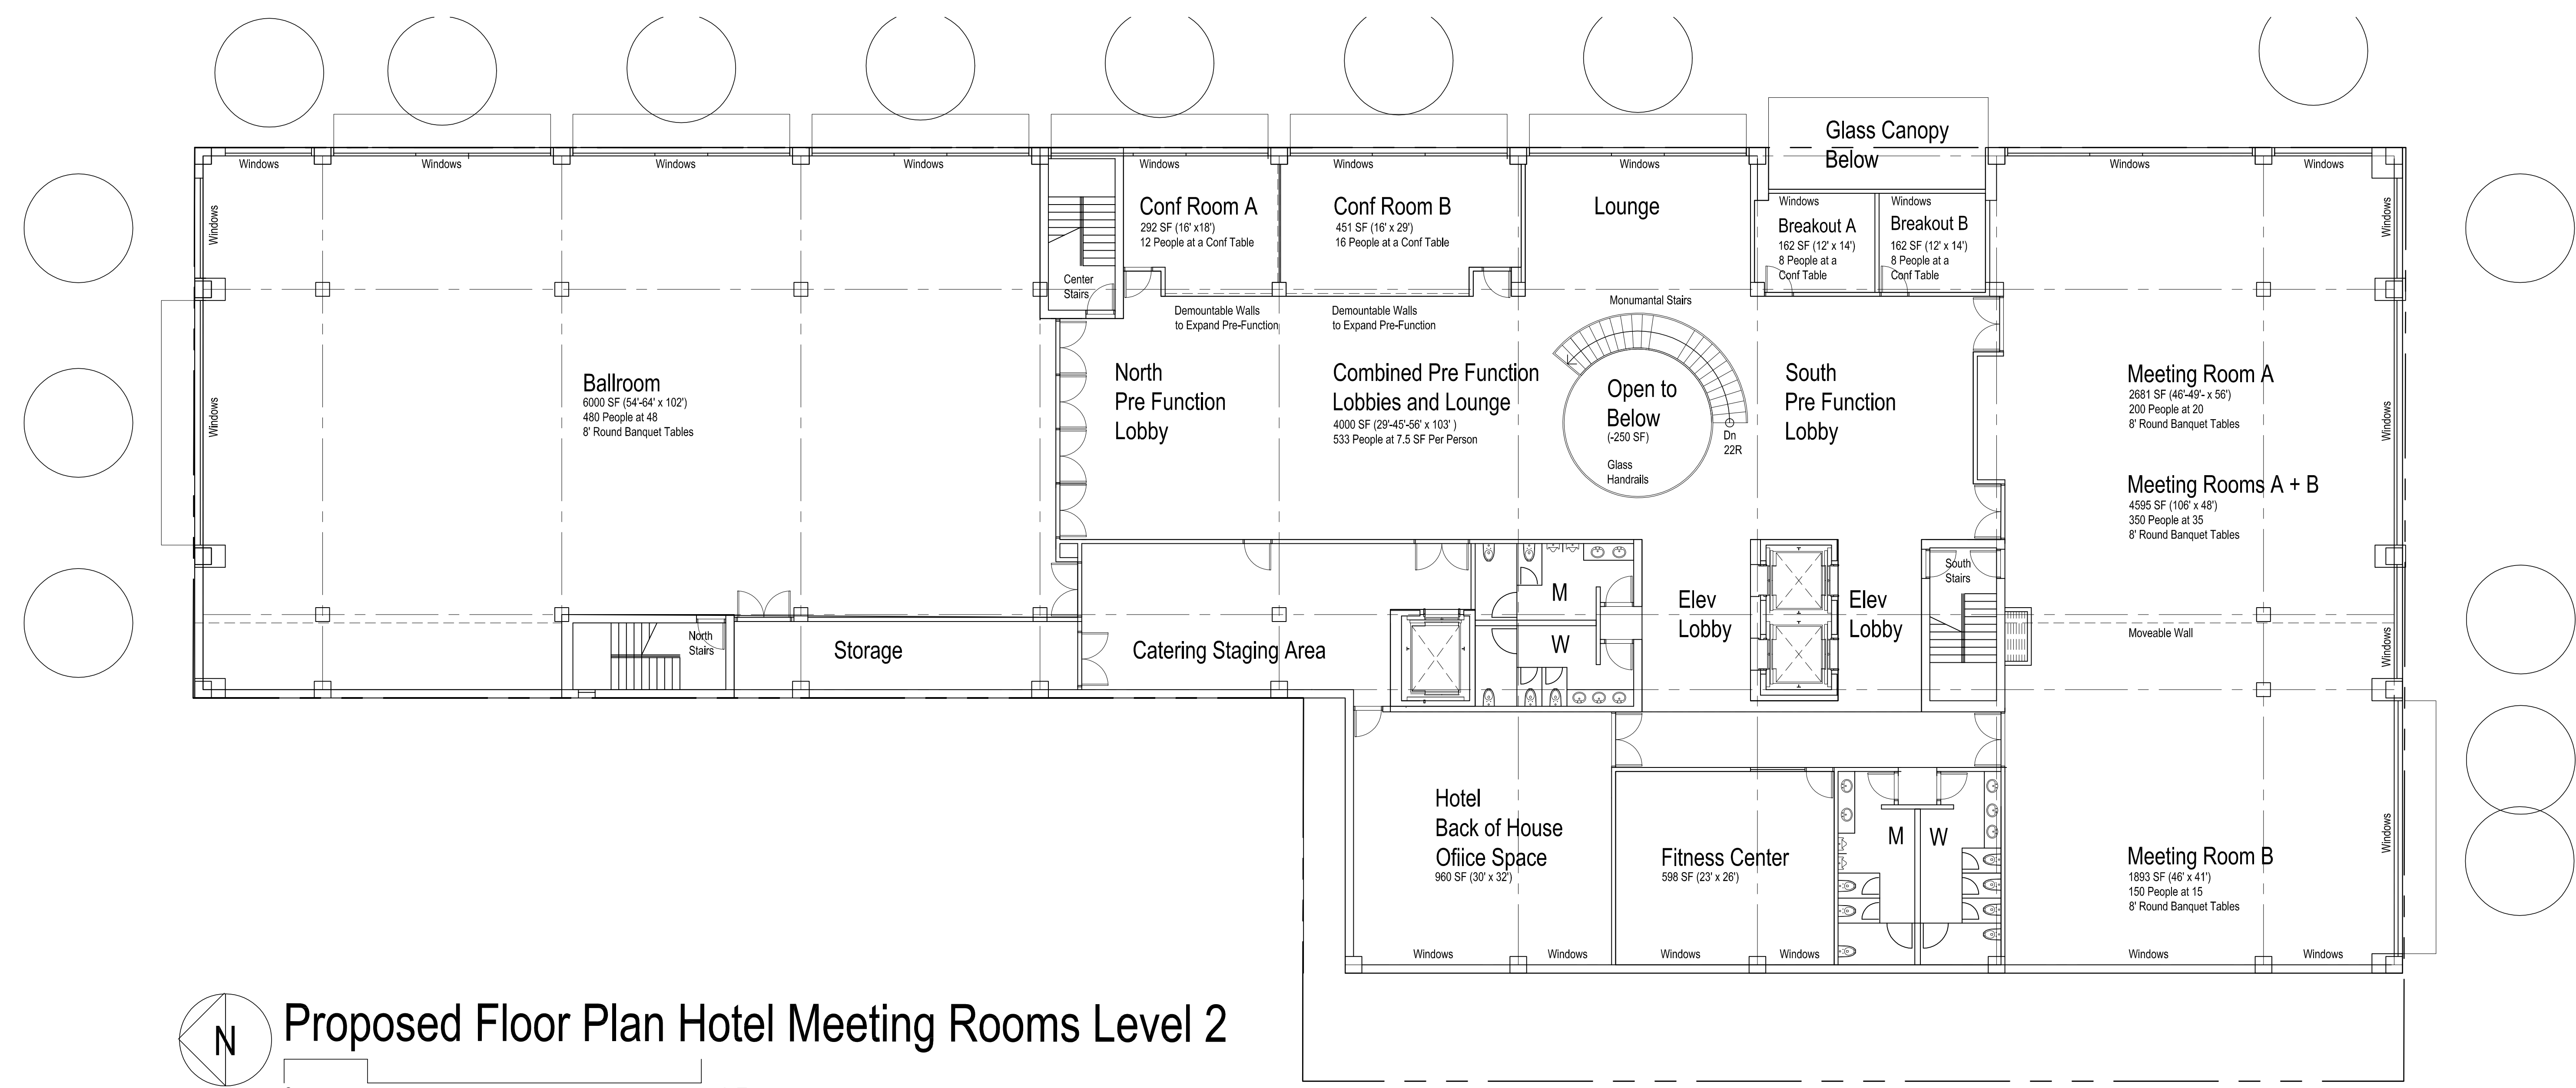 Glass Canopy
Below
Windows
Windows
Windows
Windows
Windows
Windows
Windows
Windows
Windows
Windows
Windows
Windows
Windows
Windows
Conf Room A
292 SF (16' x18')
12 People at a Conf Table
Conf Room B
451 SF (16' x 29')
16 People at a Conf Table
Lounge
Breakout A
162 SF (12' x 14')
8 People at a
Conf Table
Breakout B
162 SF (12' x 14')
8 People at a
Conf Table
Center
Stairs
Demountable Walls
to Expand Pre-Function
Demountable Walls
to Expand Pre-Function
Monumantal Stairs
Ballroom
6000 SF (54'-64' x 102')
480 People at 48
8' Round Banquet Tables
Windows
North
Pre Function
Lobby
Combined Pre Function
Lobbies and Lounge
4000 SF (29'-45'-56' x 103' )
533 People at 7.5 SF Per Person
Open to
Below
(-250 SF)
Glass
Handrails
Dn
22R
South
Pre Function
Lobby
Meeting Room A
2681 SF (46'-49'- x 56')
200 People at 20
8' Round Banquet Tables
Windows
Meeting Rooms A + B
4595 SF (106' x 48')
350 People at 35
8' Round Banquet Tables
South
Stairs
M
W
Elev
Lobby
Elev
Lobby
North
Stairs
Storage
Catering Staging Area
Moveable Wall
Windows
Hotel
Back of House
Ofiice Space
960 SF (30' x 32')
Fitness Center
598 SF (23' x 26')
M
W
Meeting Room B
1893 SF (46' x 41')
150 People at 15
8' Round Banquet Tables
Windows
Windows
Windows
Windows
Windows
Windows
Windows
N
Proposed Floor Plan Hotel Meeting Rooms Level 2